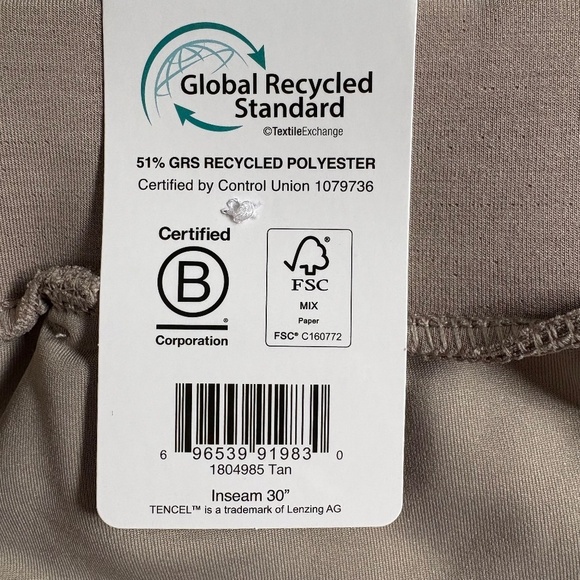 Global Recycled
Standard
©TextileExchange
51% GRS RECYCLED POLYESTER
Certified by Control Union 1079736
Certified
B
®
Corporation
®
FSC
MIX
Paper
FSC® C160772
6 96539 91983 0
1804985 Tan
Inseam 30"
TENCEL™ is a trademark of Lenzing AG